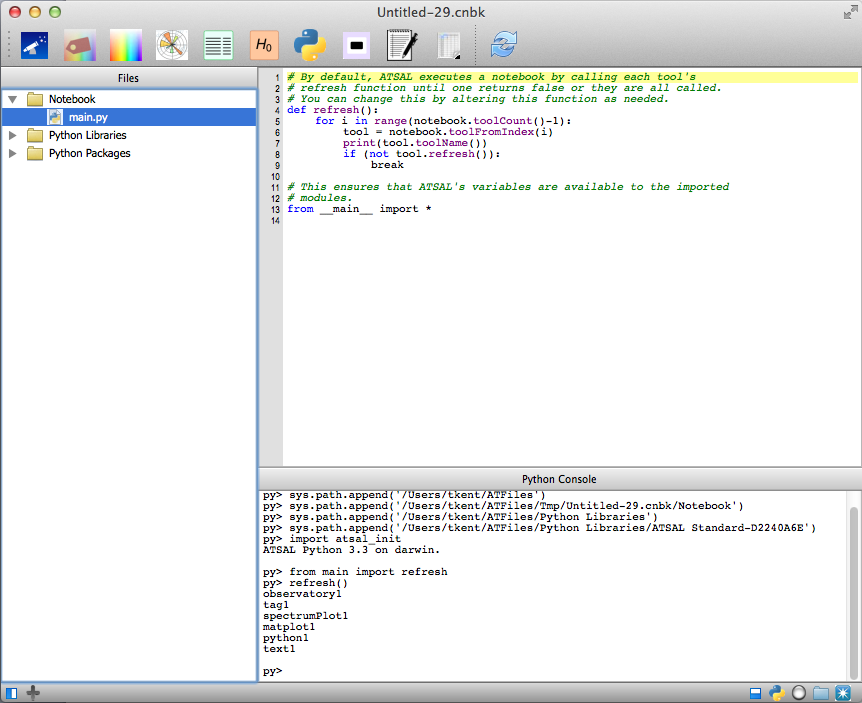 Untitled-29.cnbk
H0
Files
Notebook
main.py
Python Libraries
Python Packages
1 # By default, ATSAL executes a notebook by calling each tool's
2 # refresh function until one returns false or they are all called.
3 # You can change this by altering this function as needed.
4 def refresh():
5     for i in range(notebook.toolCount()-1):
6         tool = notebook.toolFromIndex(i)
7         print(tool.toolName())
8         if (not tool.refresh()):
9             break
10
11 # This ensures that ATSAL's variables are available to the imported
12 # modules.
13 from __main__ import *
14
Python Console
py> sys.path.append('/Users/tkent/ATFiles')
py> sys.path.append('/Users/tkent/ATFiles/Tmp/Untitled-29.cnbk/Notebook')
py> sys.path.append('/Users/tkent/ATFiles/Python Libraries')
py> sys.path.append('/Users/tkent/ATFiles/Python Libraries/ATSAL Standard-D2240A6E')
py> import atsal_init
ATSAL Python 3.3 on darwin.
py> from main import refresh
py> refresh()
observatory1
tag1
spectrumPlot1
matplot1
python1
text1
py>